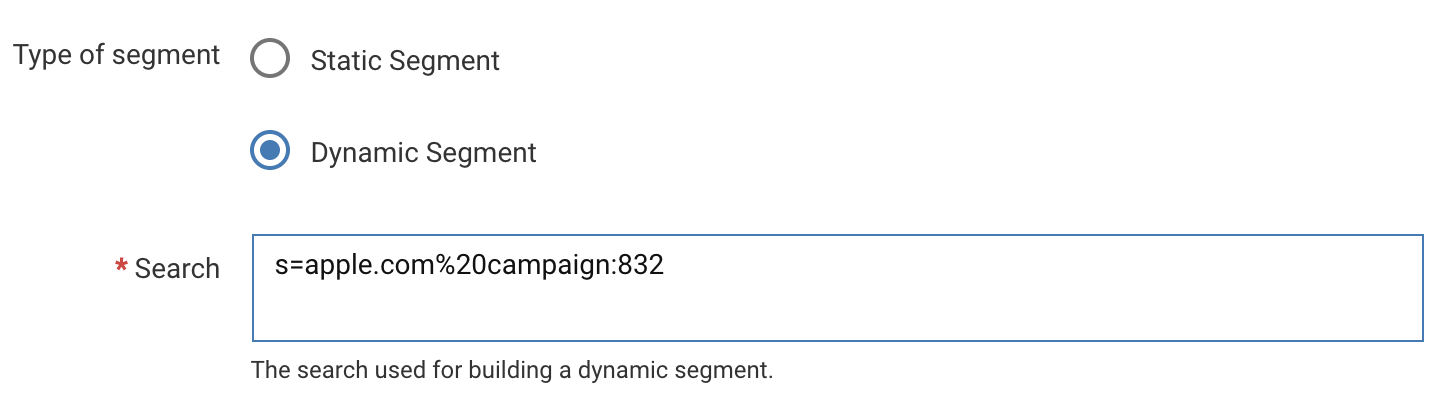 Type of segment
Static Segment
Dynamic Segment
* Search
s=apple.com%20campaign:832
The search used for building a dynamic segment.